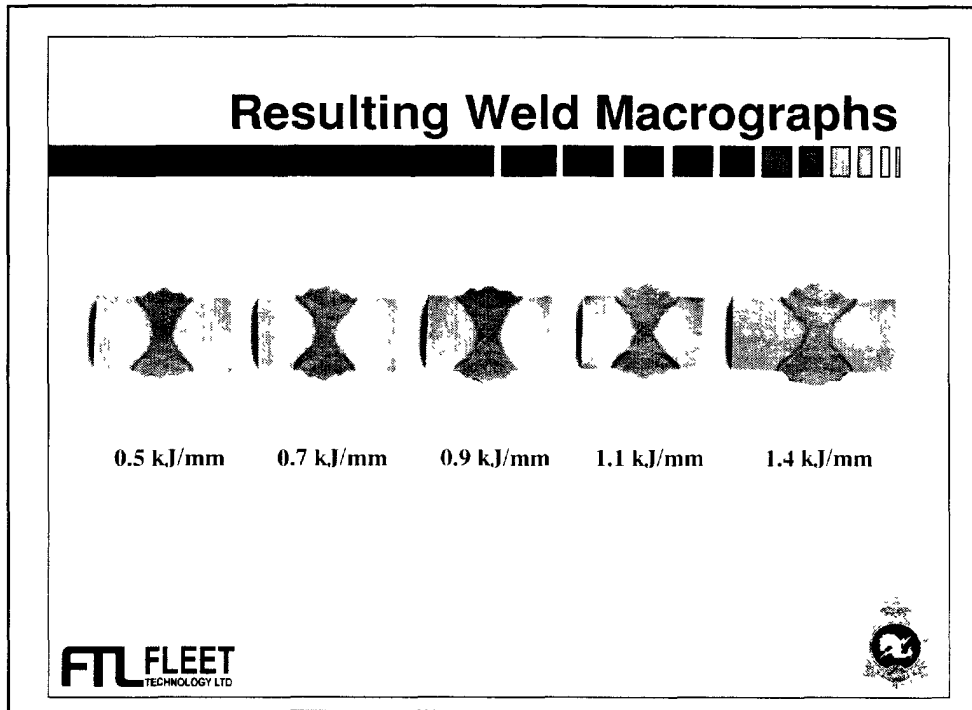 Resulting Weld Macrographs
0.5 kJ/mm 0.7 kJ/mm 0.9 kJ/mm 1.1 kJ/mm 1.4 kJ/mm
FTL FLEET
TECHNOLOGY LTD